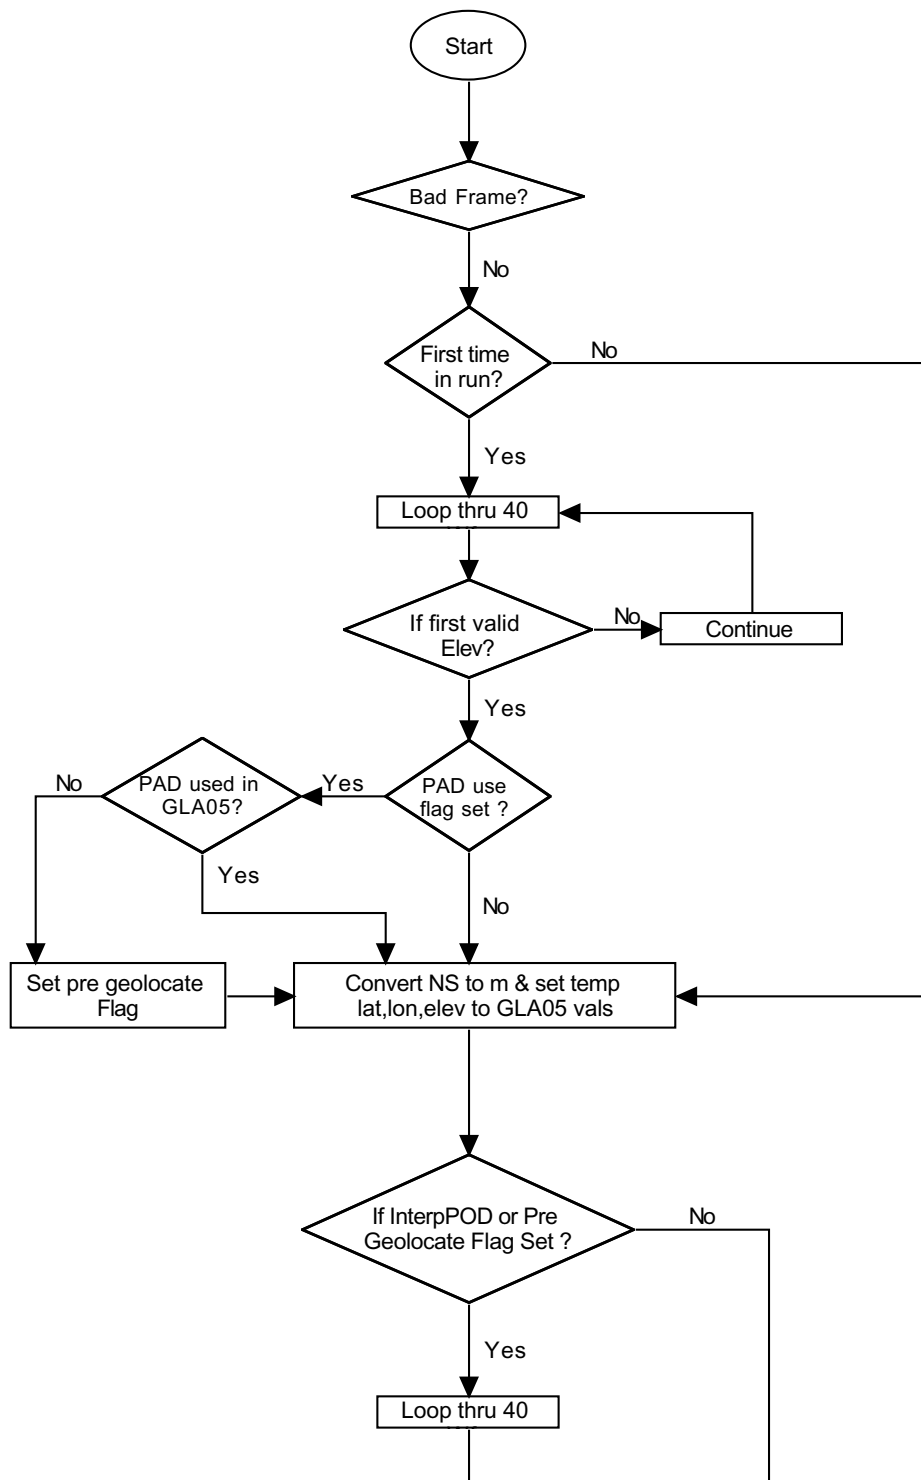 Start
Bad Frame?
No
First time
in run?
No
Yes
Loop thru 40
If first valid
Elev?
No
Continue
Yes
PAD use
flag set ?
Yes
PAD used in
GLA05?
No
Yes
No
Set pre geolocate
Flag
Convert NS to m & set temp
lat,lon,elev to GLA05 vals
If InterpPOD or Pre
Geolocate Flag Set ?
No
Yes
Loop thru 40